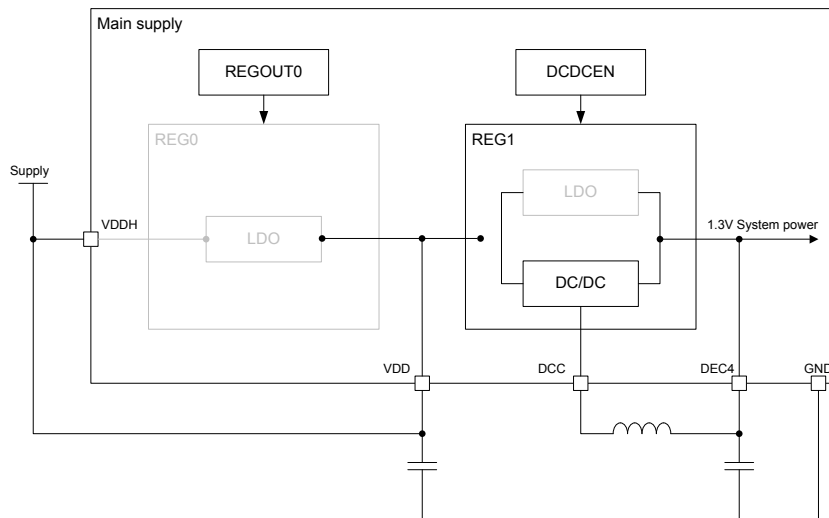 Main supply
REGOUT0
DCDCEN
REG0
REG1
Supply
LDO
VDDH
LDO
1.3V System power
DC/DC
VDD
DCC
DEC4
GND